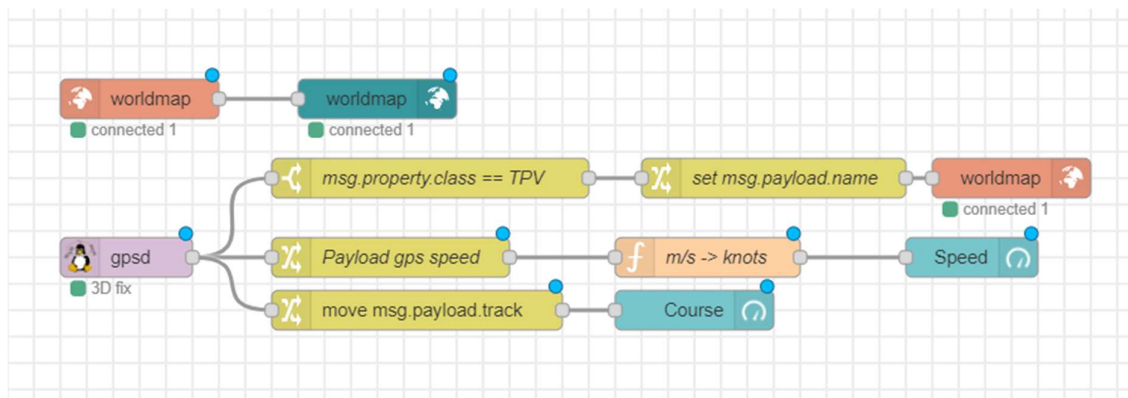 worldmap
worldmap
connected 1
connected 1
msg.property.class == TPV
set msg.payload.name
worldmap
connected 1
gpsd
Payload gps speed
m/s -> knots
Speed
3D fix
move msg.payload.track
Course